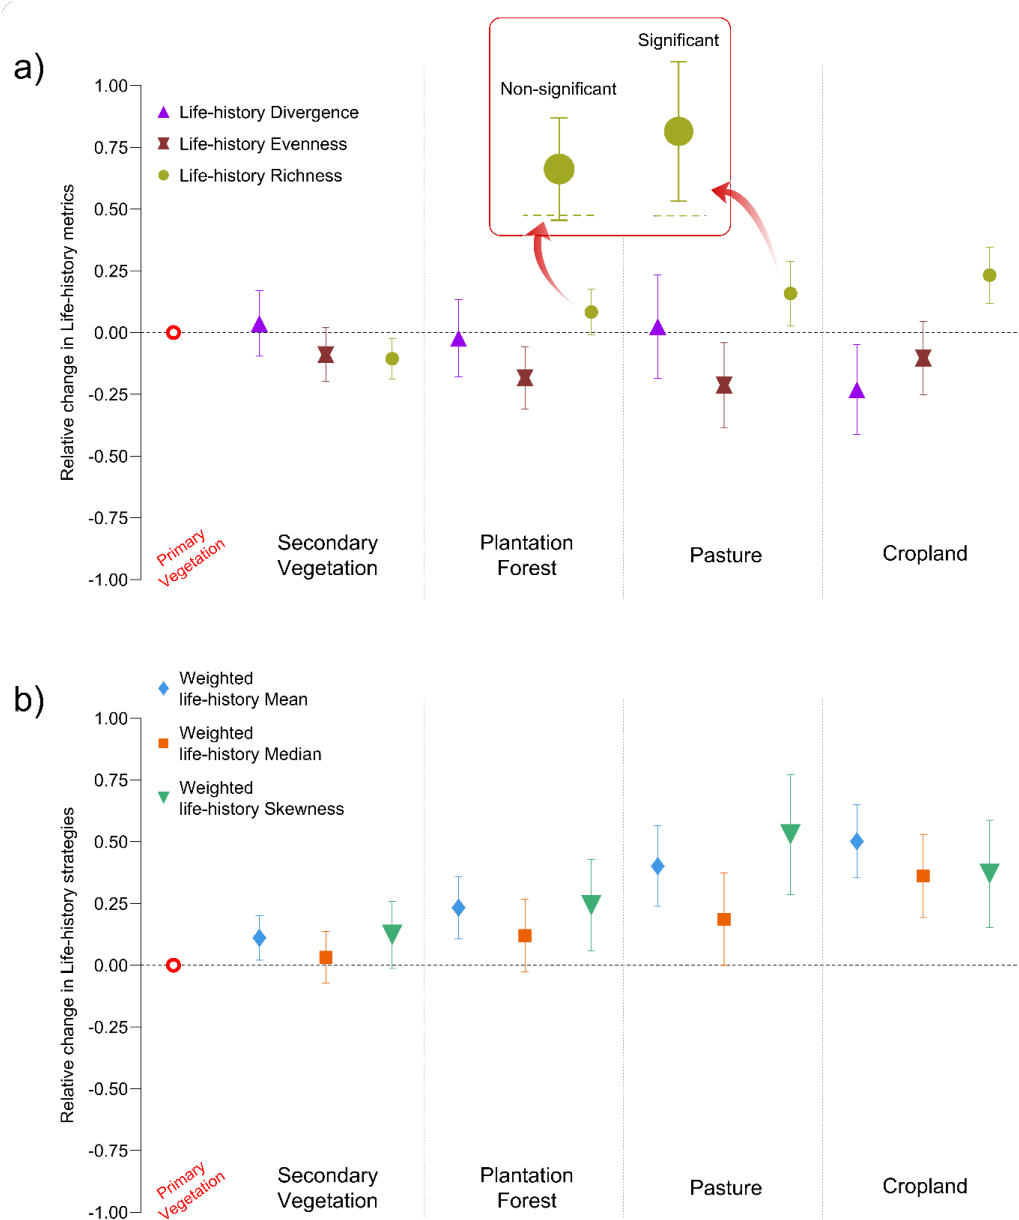 a)
Significant
Non-significant
1.00
0.75
0.50
0.25
0.00
-0.25
-0.50
-0.75
-1.00
Relative change in Life-history metrics
Life-history Divergence
Life-history Evenness
Life-history Richness
Primary
Vegetation
Secondary
Vegetation
Plantation
Forest
Pasture
Cropland
b)
1.00
0.75
0.50
0.25
0.00
-0.25
-0.50
-0.75
-1.00
Relative change in Life-history strategies
Weighted
life-history Mean
Weighted
life-history Median
Weighted
life-history Skewness
Primary
Vegetation
Secondary
Vegetation
Plantation
Forest
Pasture
Cropland